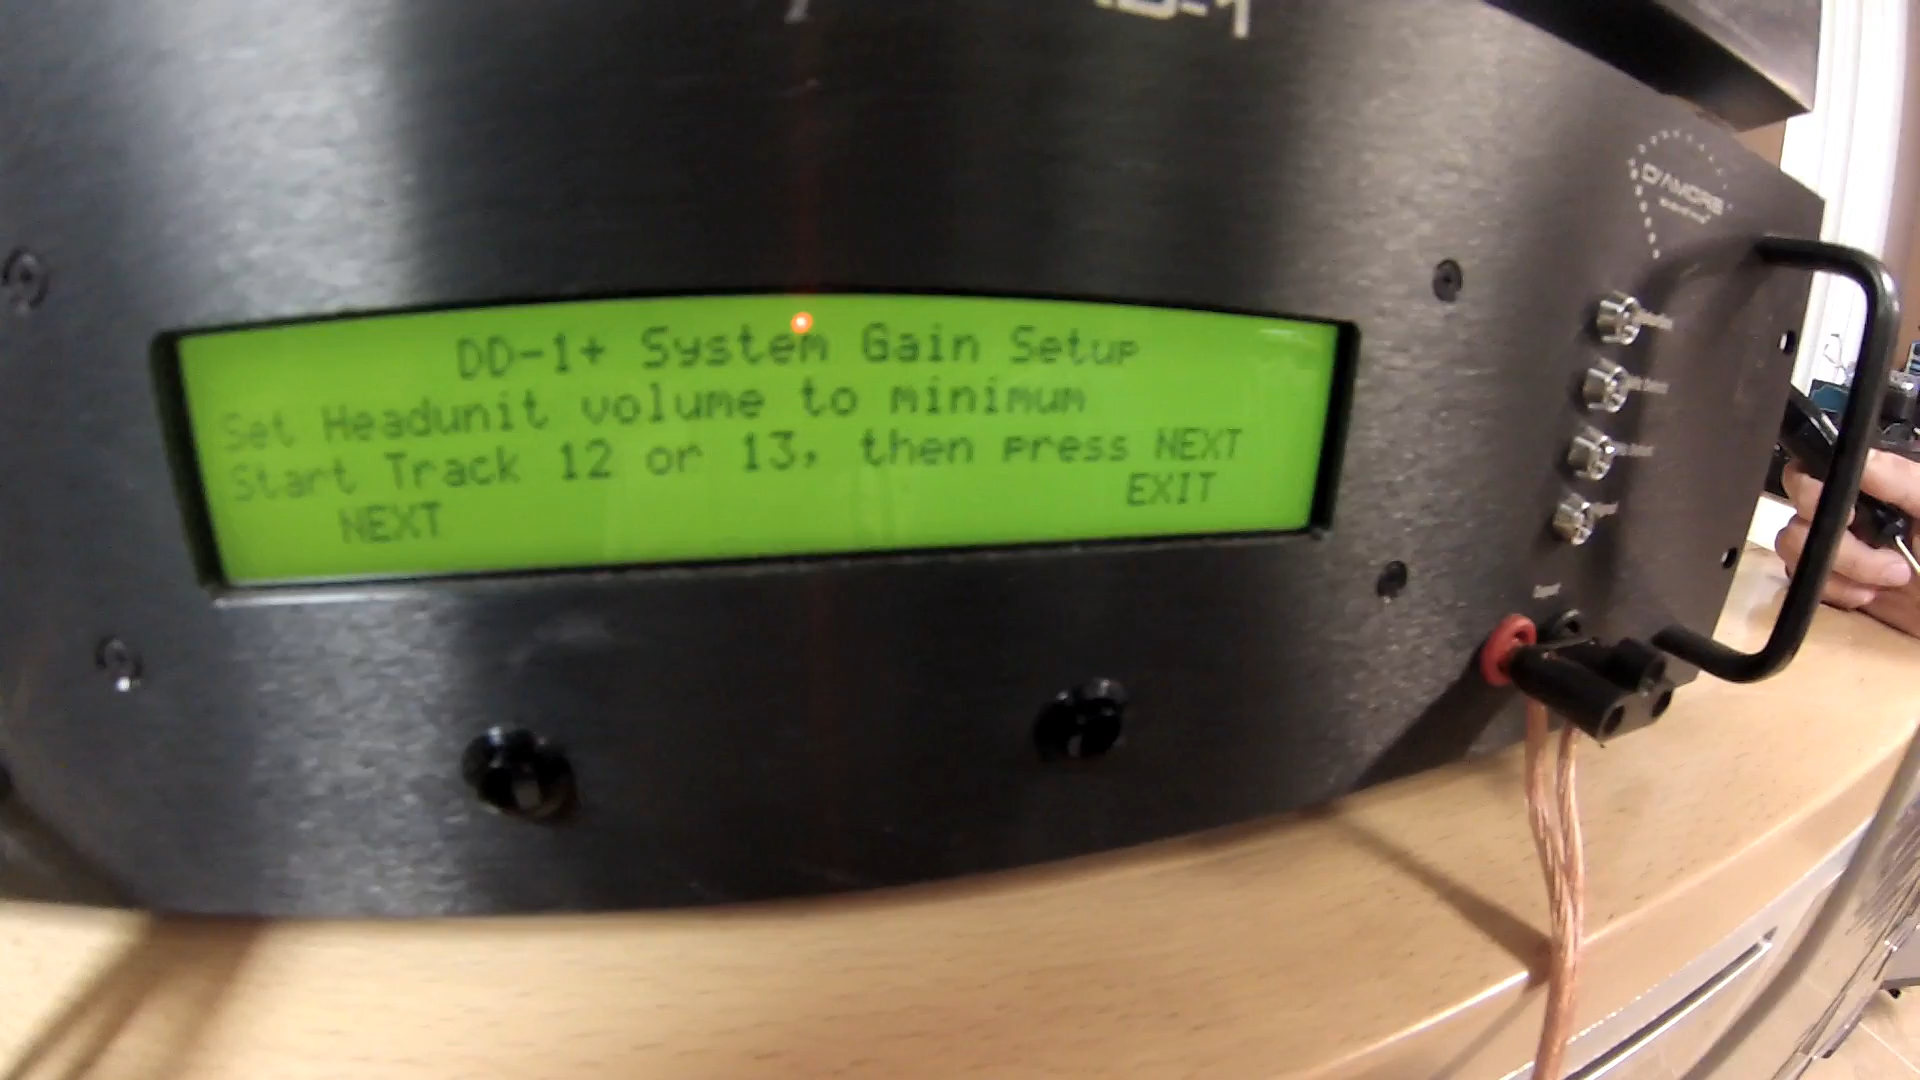 DD-1+ System Gain Setup
Set Headunit volume to minimum
Start Track 12 or 13, then press NEXT
NEXT EXIT
D'AMORE